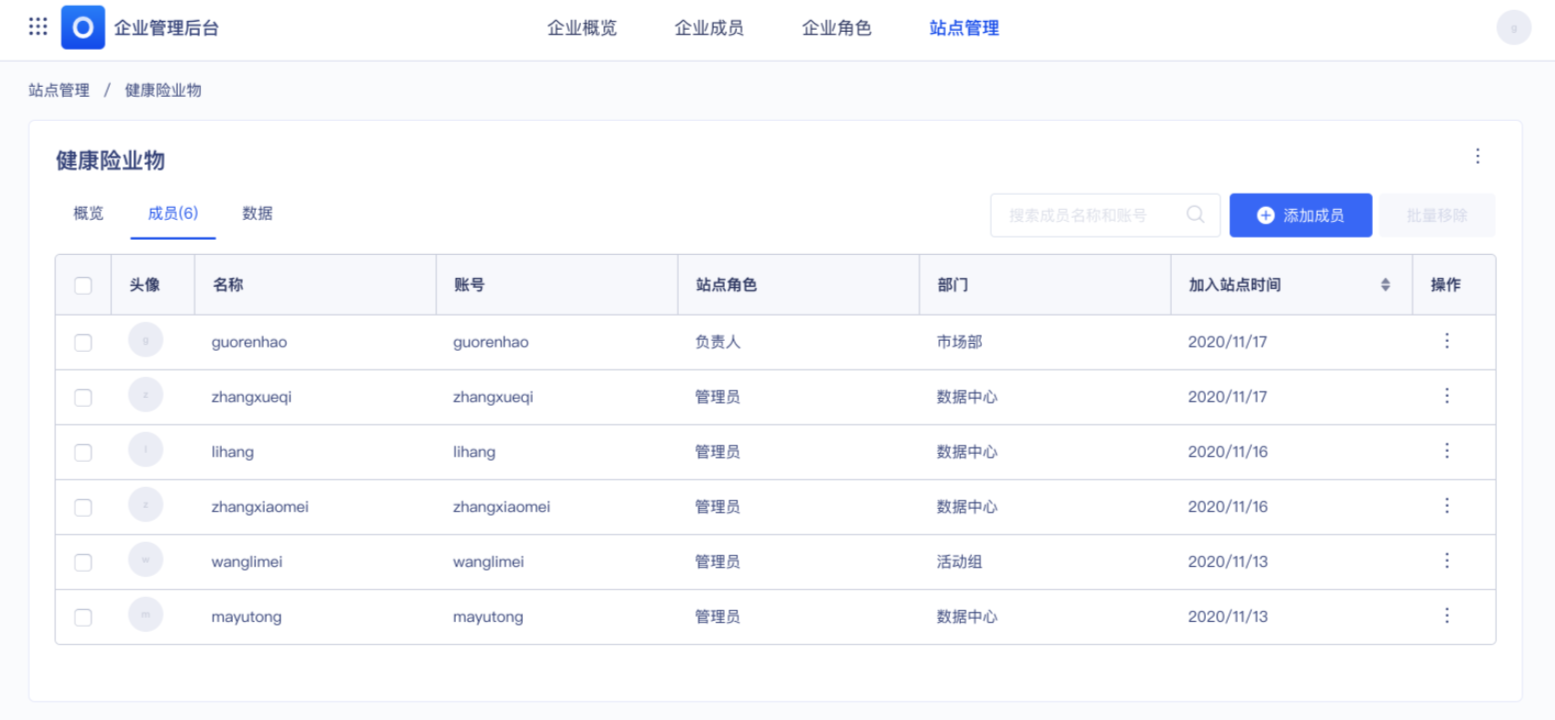 O 企业管理后台 企业概览 企业成员 企业角色 站点管理 g
站点管理 / 健康险业物
健康险业物
概览 成员(6) 数据 搜索成员名称和账号 添加成员 批量移除
头像 名称 账号 站点角色 部门 加入站点时间 操作
g guorenhao guorenhao 负责人 市场部 2020/11/17
z zhangxueqi zhangxueqi 管理员 数据中心 2020/11/17
l lihang lihang 管理员 数据中心 2020/11/16
z zhangxiaomei zhangxiaomei 管理员 数据中心 2020/11/16
w wanglimei wanglimei 管理员 活动组 2020/11/13
m mayutong mayutong 管理员 数据中心 2020/11/13